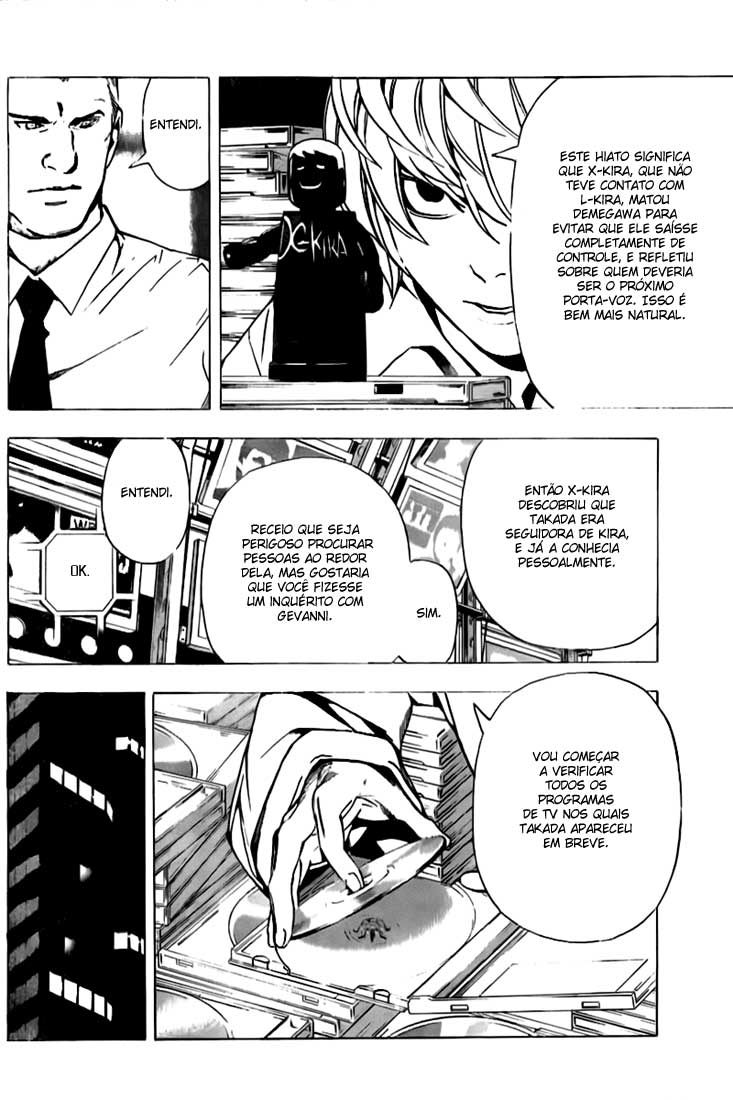 ESTE HIATO SIGNIFICA
QUE X-KIRA, QUE NÃO
TEVE CONTATO COM
L-KIRA, MATOU
DEMEGAWA PARA
EVITAR QUE ELE SAÍSSE
COMPLETAMENTE DE
CONTROLE, E REFLETIU
SOBRE QUEM DEVERIA
SER O PRÓXIMO
PORTA-VOZ. ISSO É
BEM MAIS NATURAL.
KIRA
ENTENDI.
ENTÃO X-KIRA
DESCOBRIU QUE
TAKADA ERA
SEGUIDORA DE KIRA,
E JÁ A CONHECIA
PESSOALMENTE.
SIM.
RECEIO QUE SEJA
PERIGOSO PROCURAR
PESSOAS AO REDOR
DELA, MAS GOSTARIA
QUE VOCÊ FIZESSE
UM INQUÉRITO COM
GEVANNI.
ENTENDI.
OK.
VOU COMEÇAR
A VERIFICAR
TODOS OS
PROGRAMAS
DE TV NOS QUAIS
TAKADA APARECEU
EM BREVE.